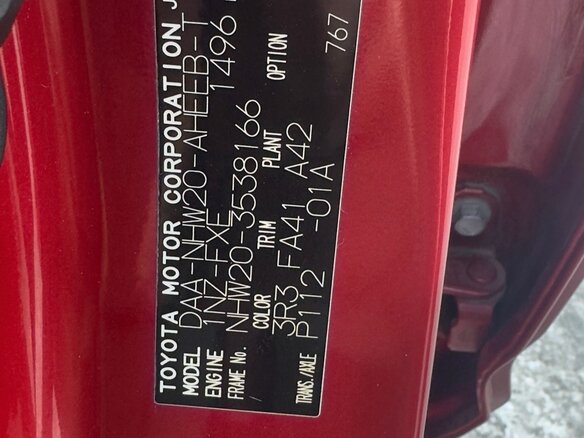 TOYOTA MOTOR CORPORATION J
MODEL DAA-NHW20-AHEEB-T
ENGINE 1NZ-FXE 1496
FRAME No. NHW20-3538166
COLOR TRIM PLANT OPTION
3R3 FA41 A42 767
TRANS./AXLE P112 -01A